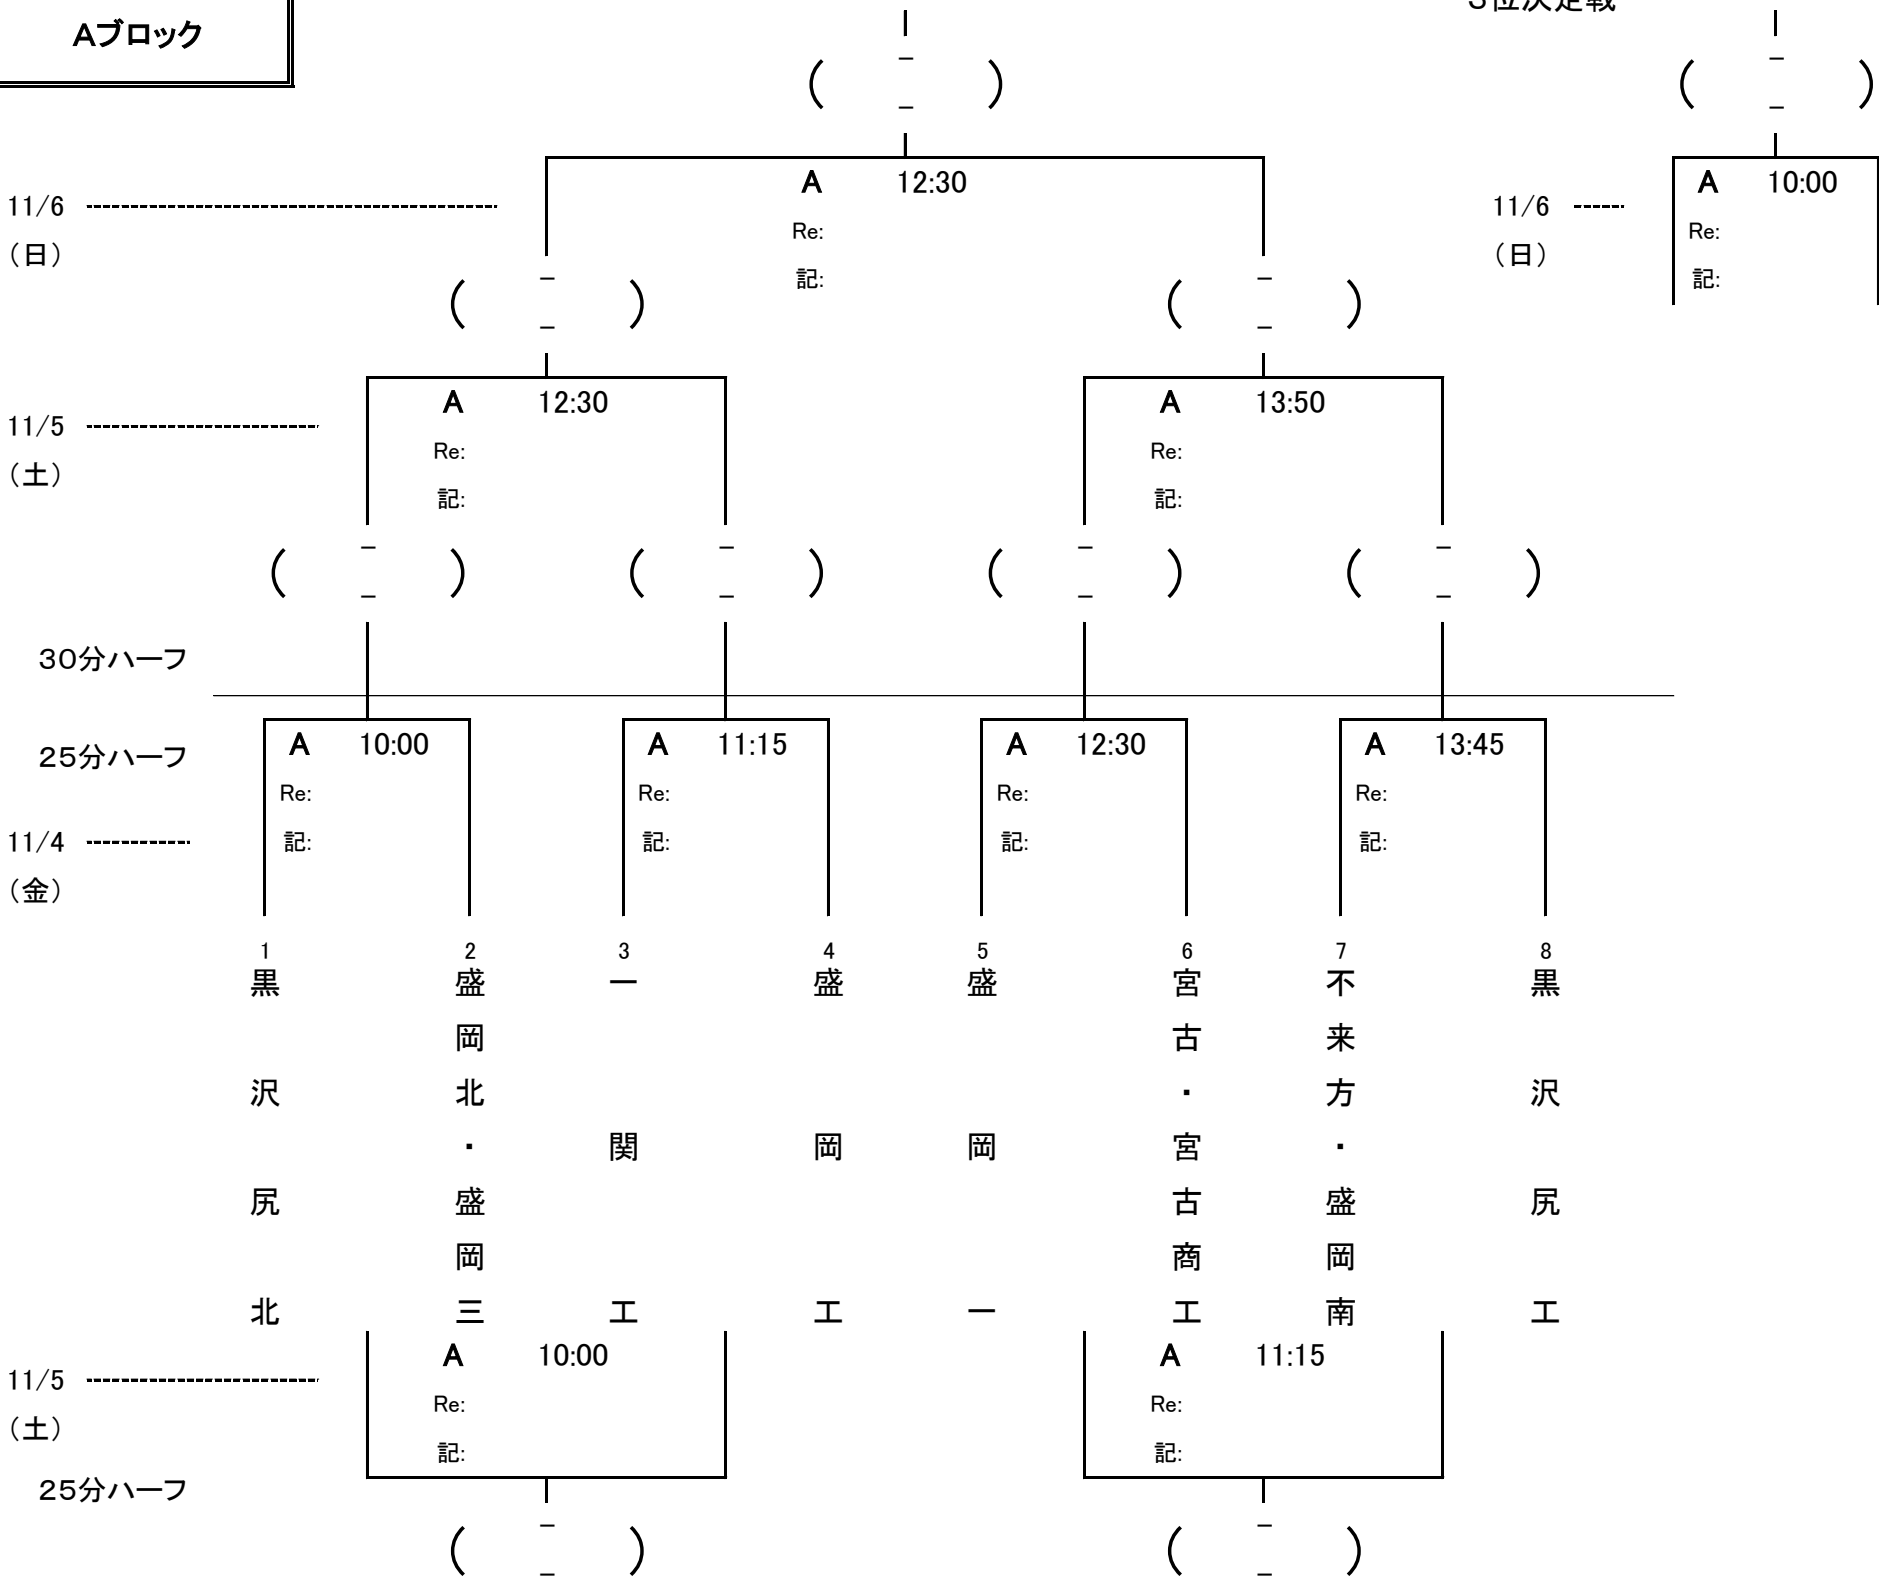 Aブロック
( - - )
( - - )
A 12:30
Re:
記:
11/6
(日)
11/6
(日)
A 10:00
Re:
記:
( - - )
( - - )
11/5
(土)
A 12:30
Re:
記:
A 13:50
Re:
記:
( - - )
( - - )
( - - )
( - - )
30分ハーフ
25分ハーフ
11/4
(金)
A 10:00
Re:
記:
A 11:15
Re:
記:
A 12:30
Re:
記:
A 13:45
Re:
記:
1
黒沢尻北
2
盛岡北・盛岡三
3
一関工
4
盛岡工
5
盛岡一
6
宮古・宮古商工
7
不来方・盛岡南
8
黒沢尻工
11/5
(土)
25分ハーフ
A 10:00
Re:
記:
A 11:15
Re:
記:
( - - )
( - - )